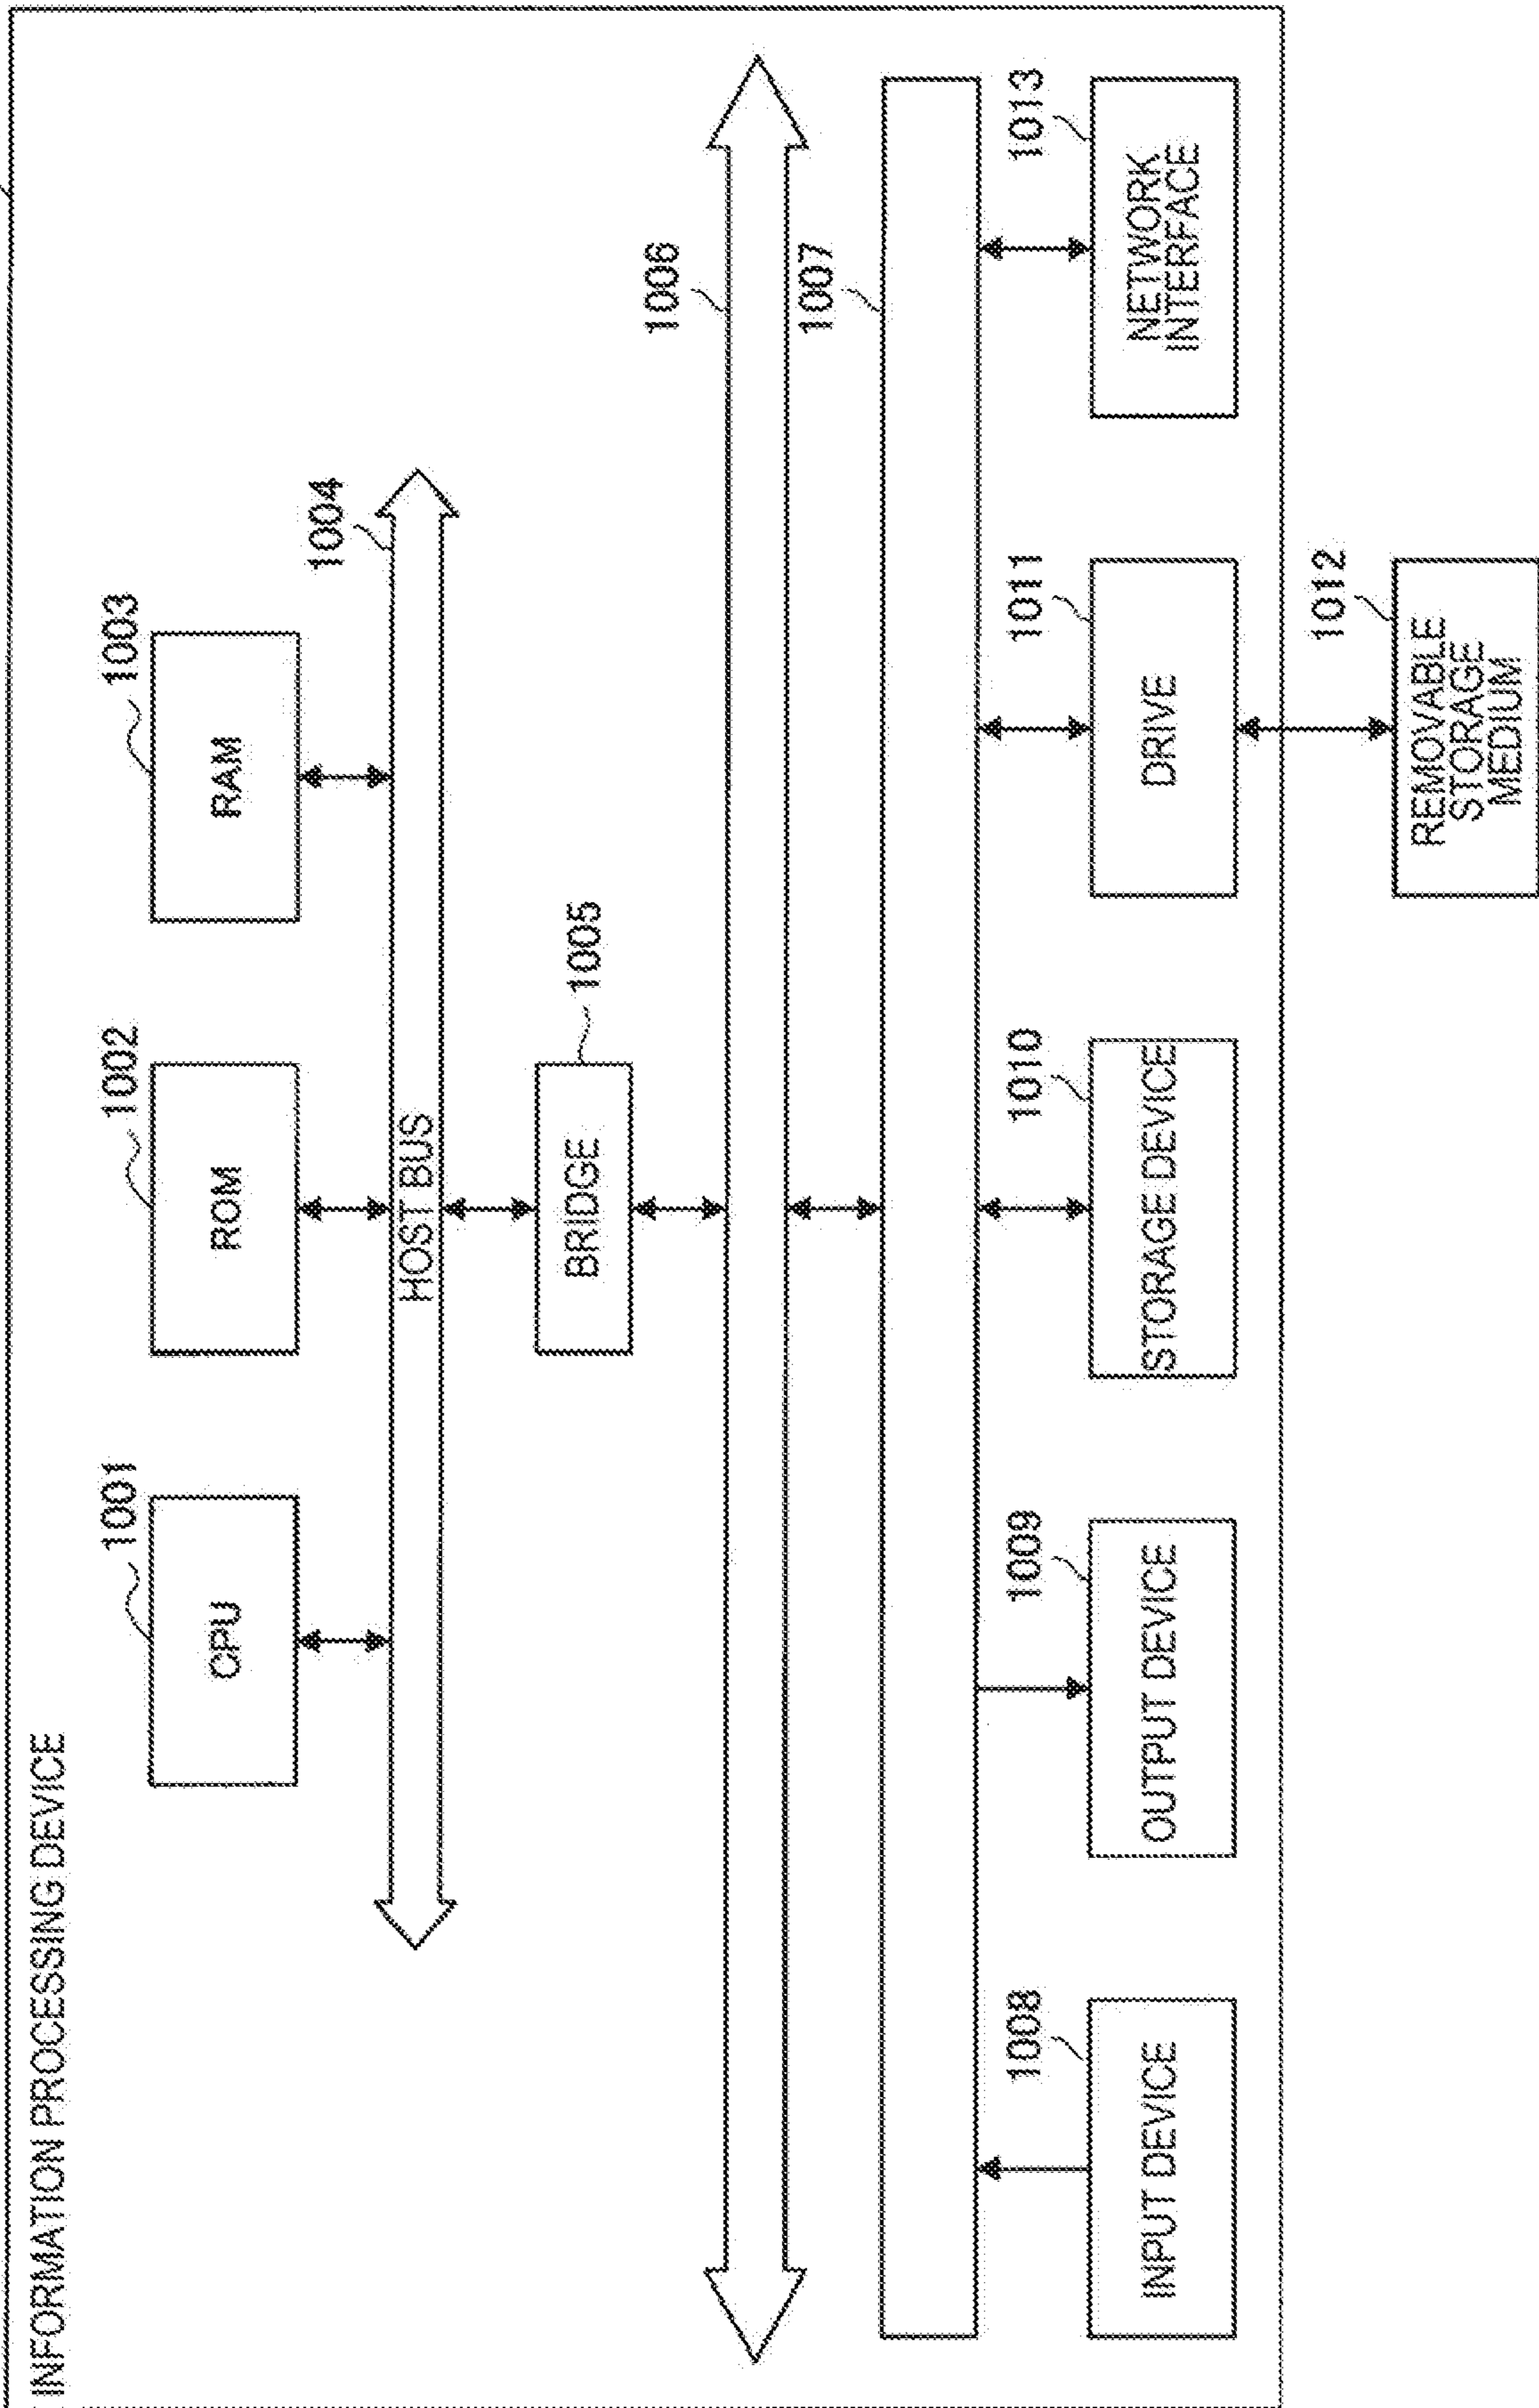 INFORMATION PROCESSING DEVICE
1001
CPU
1002
ROM
1003
RAM
1004
HOST BUS
1005
BRIDGE
1006
1007
1008
INPUT DEVICE
1009
OUTPUT DEVICE
1010
STORAGE DEVICE
1011
DRIVE
1013
NETWORK
INTERFACE
1012
REMOVABLE
STORAGE
MEDIUM